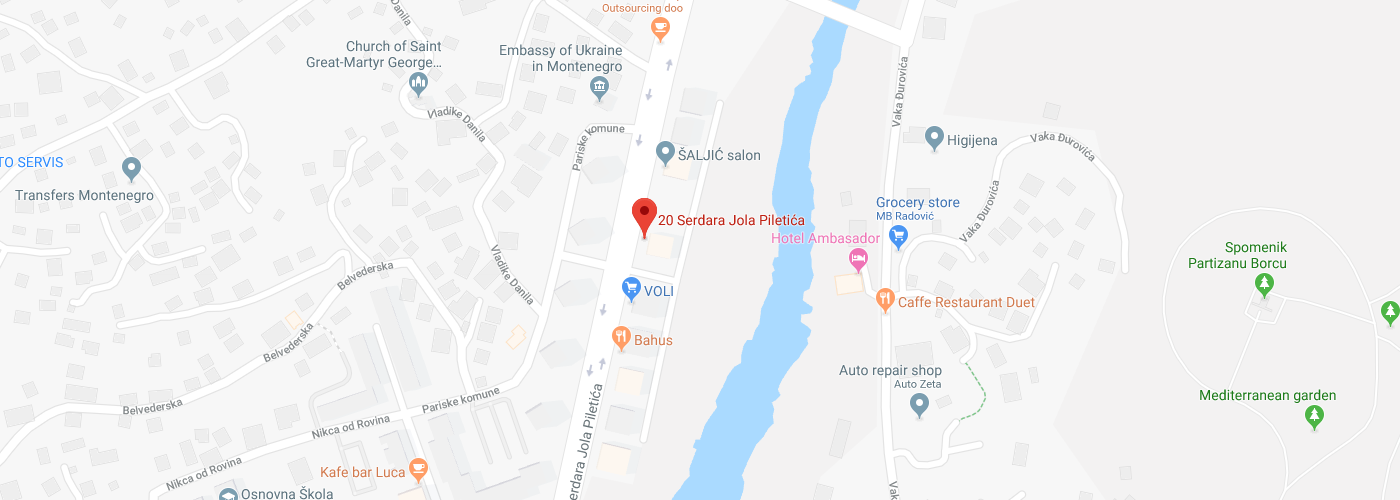 Outsourcing doo
Danila
Church of Saint
Great-Martyr George...
Embassy of Ukraine
in Montenegro
Vladike Danila
Pariske komune
Vaka Đurovića
Higijena
Vaka Đurovića
ŠALJIĆ salon
TO SERVIS
Transfers Montenegro
20 Serdara Jola Piletića
Grocery store
MB Radović
Vaka Đurovića
Hotel Ambasador
Spomenik
Partizanu Borcu
Vladike Danila
Belvederska
VOLI
Caffe Restaurant Duet
Bahus
Belvederska
Auto repair shop
Auto Zeta
Mediterranean garden
Belvederska
Pariske komune
Nikca od Rovina
erdara Jola Piletića
Kafe bar Luca
Nikca od Rovina
Osnovna Škola
Vak